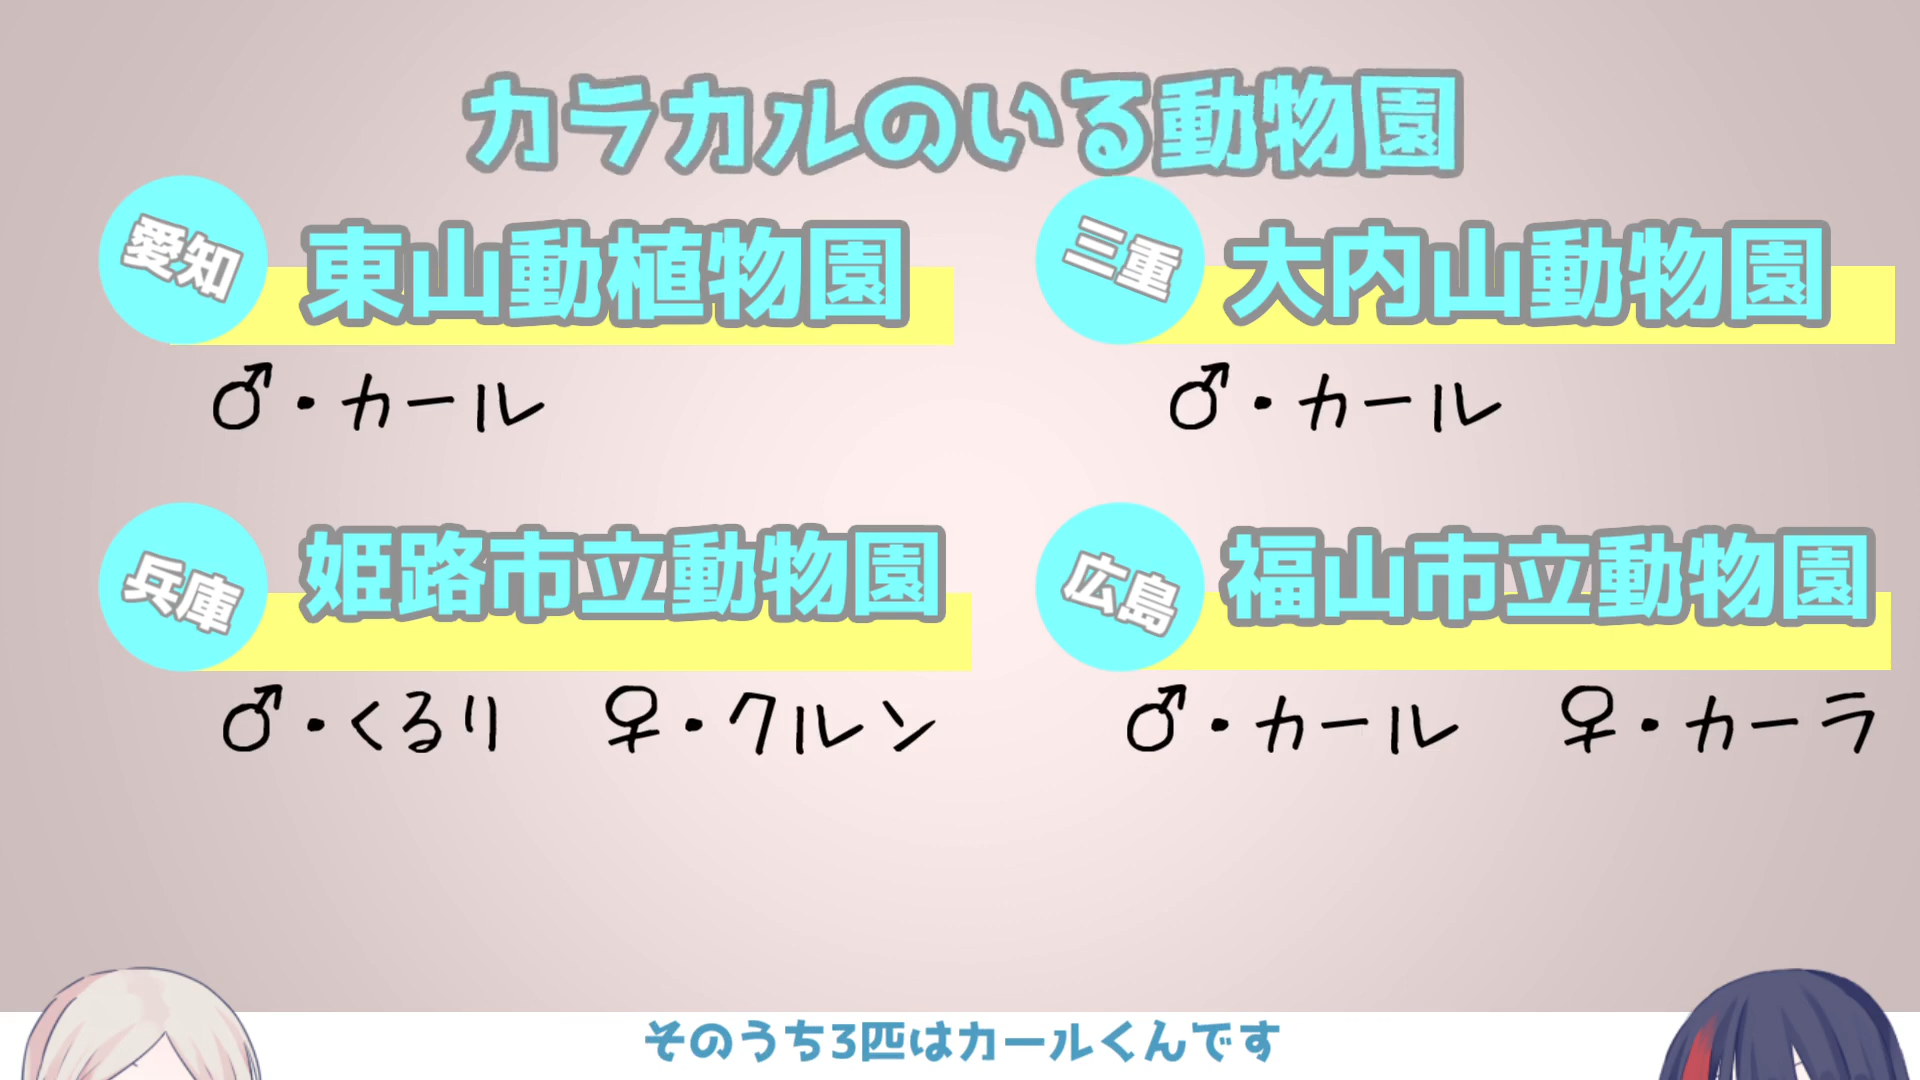 カラカルのいる動物園
愛知 東山動植物園
♂・カール
三重 大内山動物園
♂・カール
兵庫 姫路市立動物園
♂・くるり ♀・クルン
広島 福山市立動物園
♂・カール ♀・カーラ
そのうち3匹はカールくんです